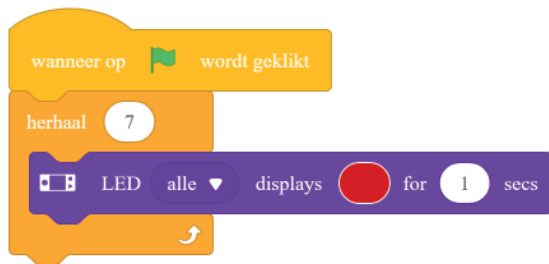 wanneer op wordt geklikt
herhaal 7
LED alle displays for 1 secs